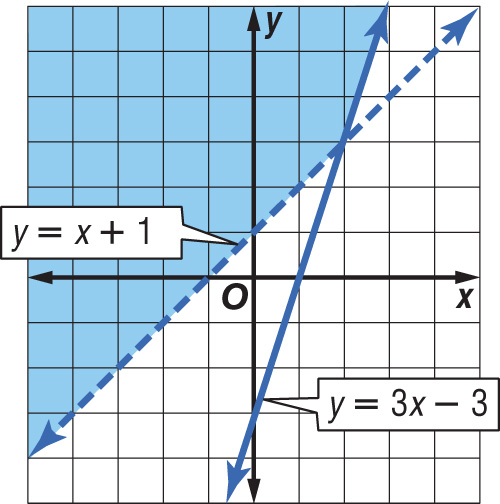 y
y = x + 1
O
x
y = 3x − 3